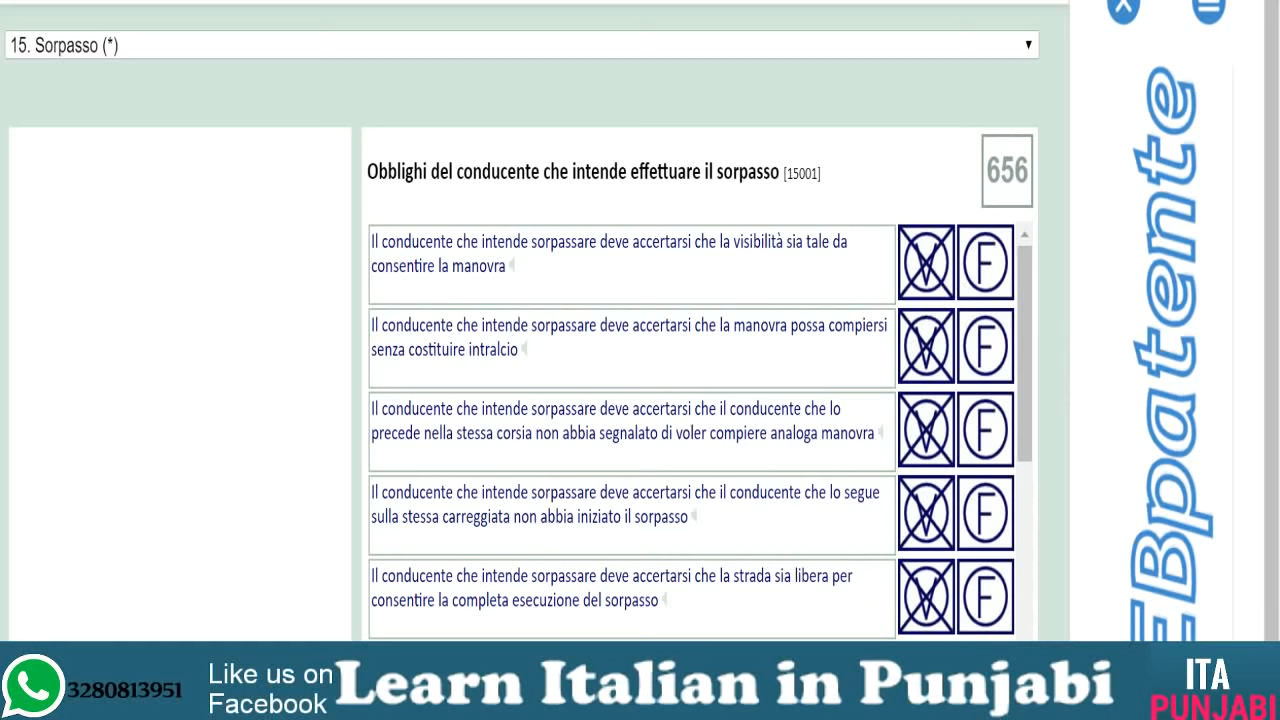 15. Sorpasso (*)
Obblighi del conducente che intende effettuare il sorpasso [15001]
656
Il conducente che intende sorpassare deve accertarsi che la visibilità sia tale da
consentire la manovra
V F
Il conducente che intende sorpassare deve accertarsi che la manovra possa compiersi
senza costituire intralcio
V F
Il conducente che intende sorpassare deve accertarsi che il conducente che lo
precede nella stessa corsia non abbia segnalato di voler compiere analoga manovra
V F
Il conducente che intende sorpassare deve accertarsi che il conducente che lo segue
sulla stessa carreggiata non abbia iniziato il sorpasso
V F
Il conducente che intende sorpassare deve accertarsi che la strada sia libera per
consentire la completa esecuzione del sorpasso
V F
EBpatente
3280813951
Like us on
Facebook
Learn Italian in Punjabi
ITA
PUNJABI